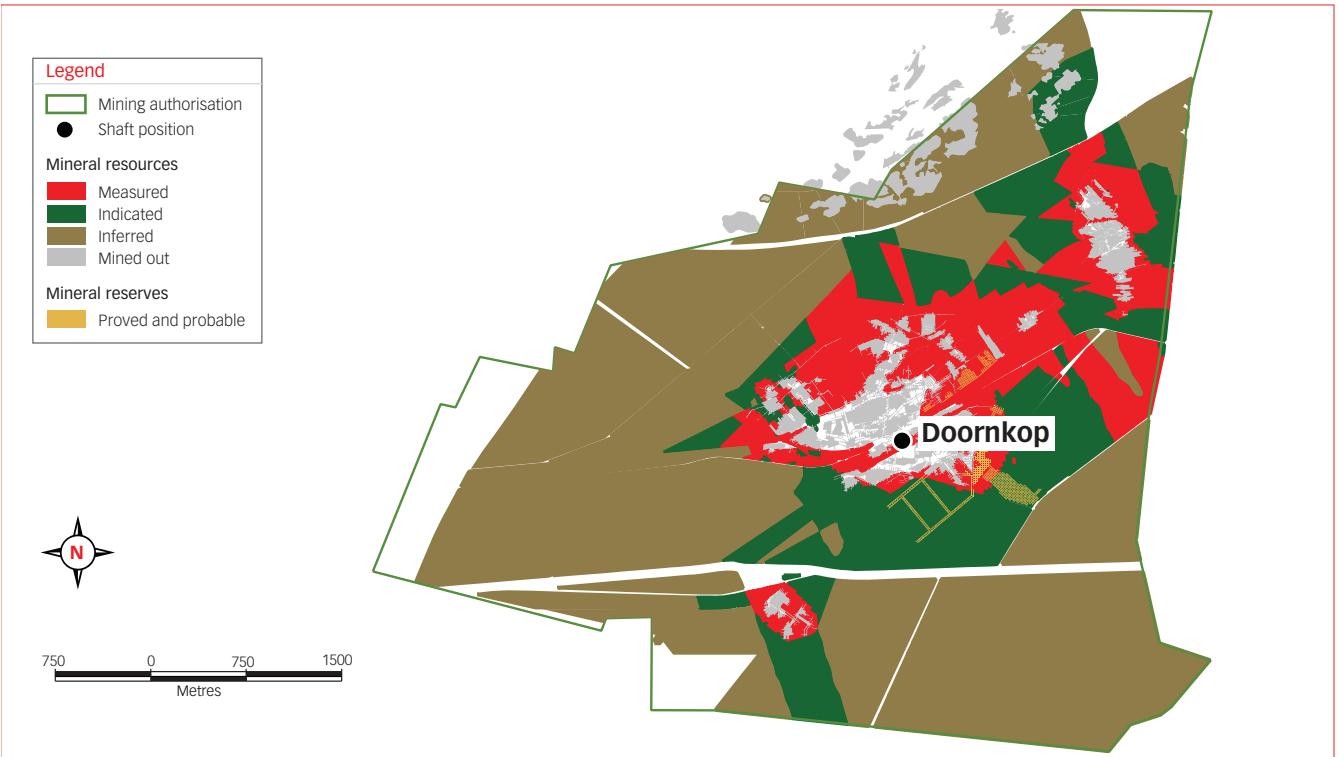 Legend
Mining authorisation
Shaft position
Mineral resources
Measured
Indicated
Inferred
Mined out
Mineral reserves
Proved and probable
Doornkop
N
750 0 750 1500
Metres